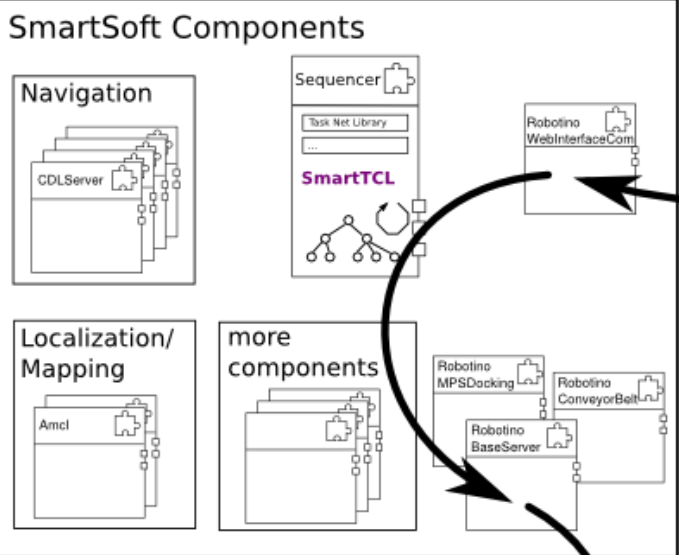 SmartSoft Components
Navigation
CDLServer
Sequencer
Task Net Library
...
SmartTCL
Robotino
WebInterfaceCom
Localization/
Mapping
Amcl
more
components
Robotino
MPSDocking
Robotino
ConveyorBelt
Robotino
BaseServer